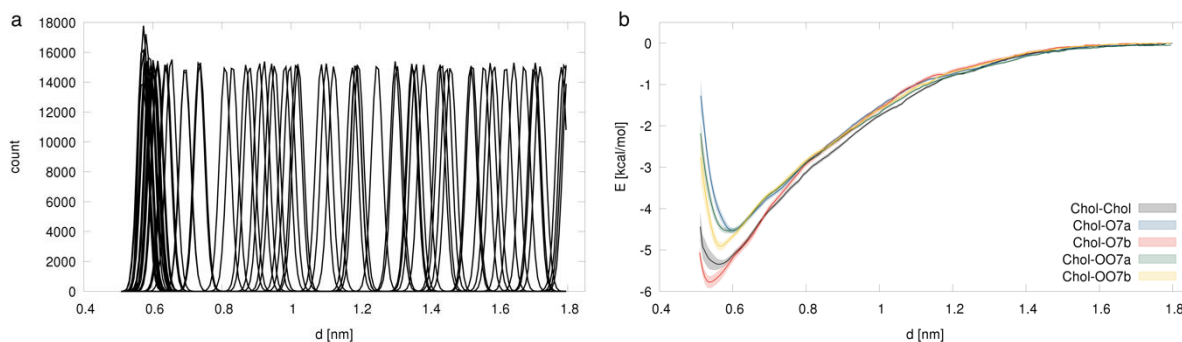 a
18000
16000
14000
12000
10000
8000
6000
4000
2000
0
count
0.4 0.6 0.8 1 1.2 1.4 1.6 1.8
d [nm]
b
0
-1
-2
-3
-4
-5
-6
E [kcal/mol]
Chol-Chol
Chol-O7a
Chol-O7b
Chol-OO7a
Chol-OO7b
0.4 0.6 0.8 1 1.2 1.4 1.6 1.8
d [nm]